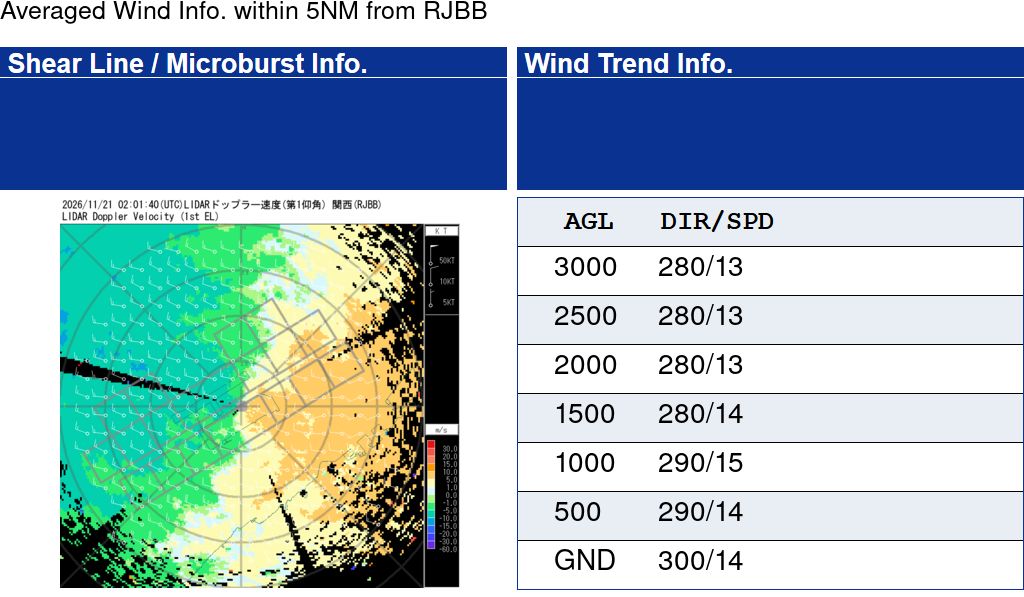 Averaged Wind Info. within 5NM from RJBB
Shear Line / Microburst Info.
Wind Trend Info.
2026/11/21 02:01:40(UTC)LIDARドップラー速度(第1仰角) 関西(RJBB)
LIDAR Doppler Velocity (1st EL)
K T
50KT
10KT
5KT
m/s
30.0
20.0
15.0
10.0
5.0
1.0
0.0
-1.0
-5.0
-10.0
-15.0
-20.0
-30.0
-60.0
AGL DIR/SPD
3000 280/13
2500 280/13
2000 280/13
1500 280/14
1000 290/15
500 290/14
GND 300/14